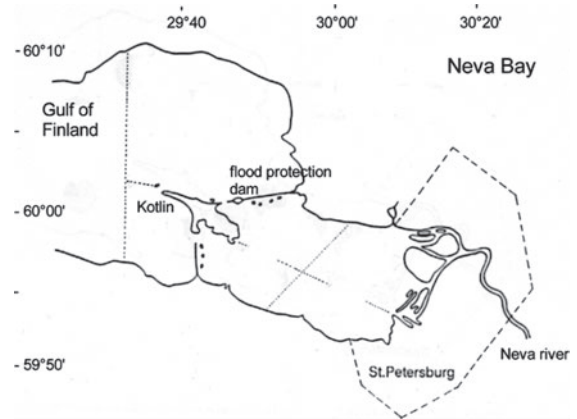 29°40' 30°00' 30°20'
60°10'
Neva Bay
Gulf of
Finland
flood protection
dam
Kotlin
60°00'
59°50'
Neva river
St.Petersburg